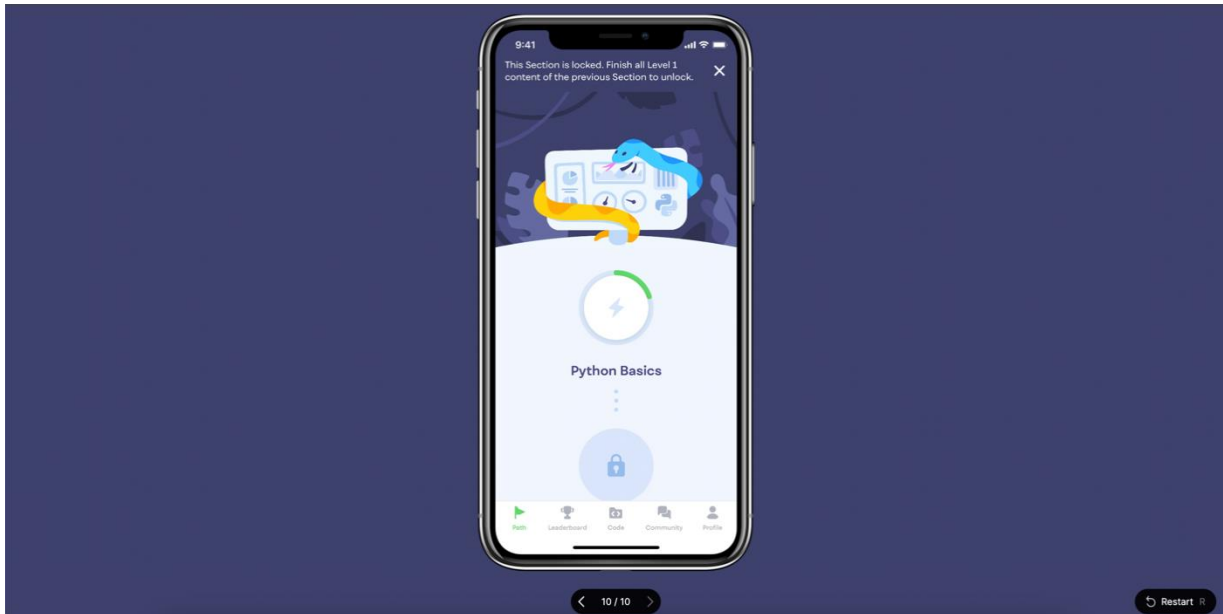 9:41
This Section is locked. Finish all Level 1
content of the previous Section to unlock.
Python Basics
Path
Leaderboard
Code
Community
Profile
10 / 10
Restart R